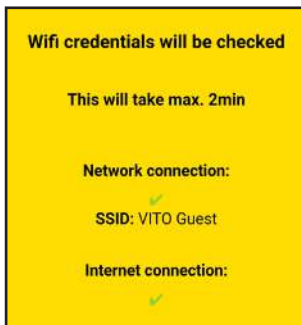 Wifi credentials will be checked
This will take max. 2min
Network connection:
✓
SSID: VITO Guest
Internet connection:
✓